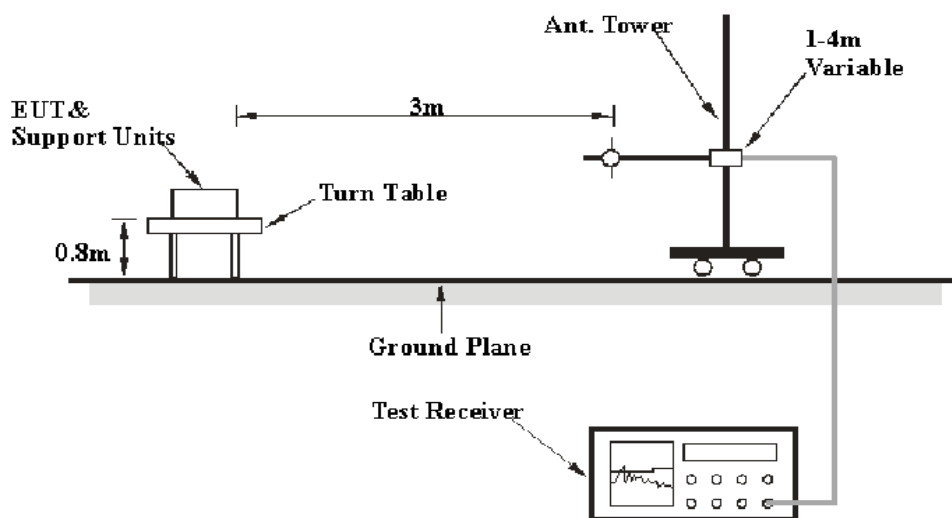 Ant. Tower
1-4m
Variable
EUT&
Support Units
3m
Turn Table
0.8m
Ground Plane
Test Receiver